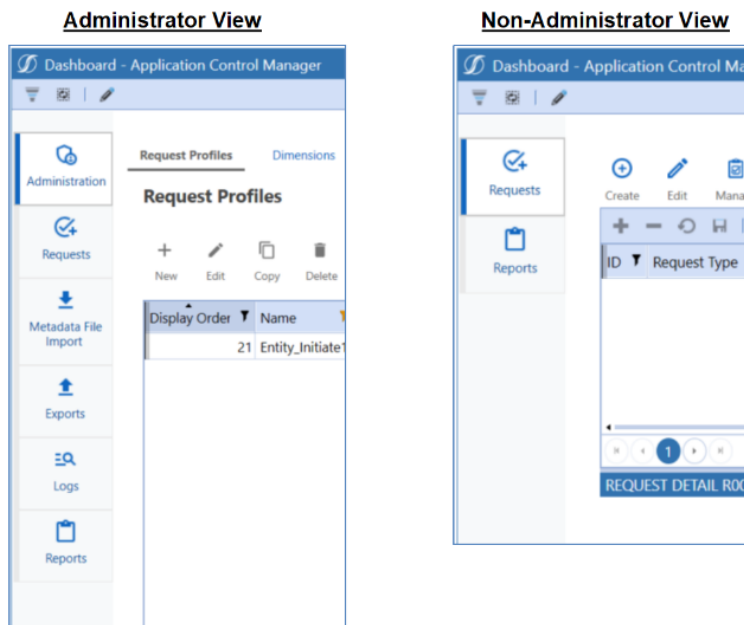 Administrator View
Non-Administrator View
Dashboard - Application Control Manager
Administration
Requests
Metadata File
Import
Exports
Logs
Reports
Request Profiles Dimensions
Request Profiles
New Edit Copy Delete
Display Order Name
21 Entity_Initiate1
Dashboard - Application Control Ma
Requests
Reports
Create Edit Mana
ID Request Type
1
REQUEST DETAIL R00